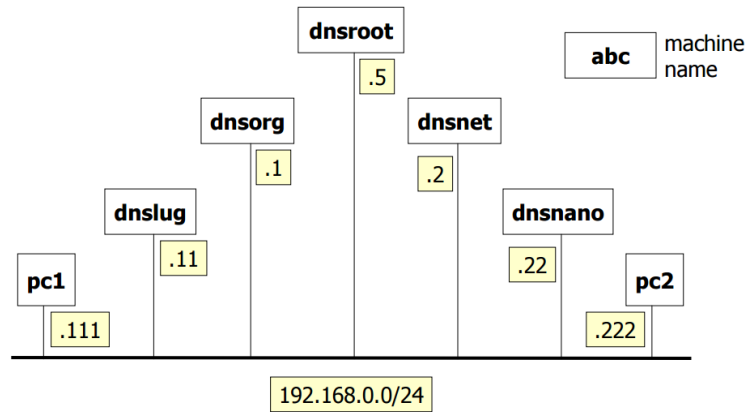 dnsroot
.5
abc
machine
name
dnsorg
.1
dnsnet
.2
dnslug
.11
dnsnano
.22
pc1
.111
pc2
.222
192.168.0.0/24